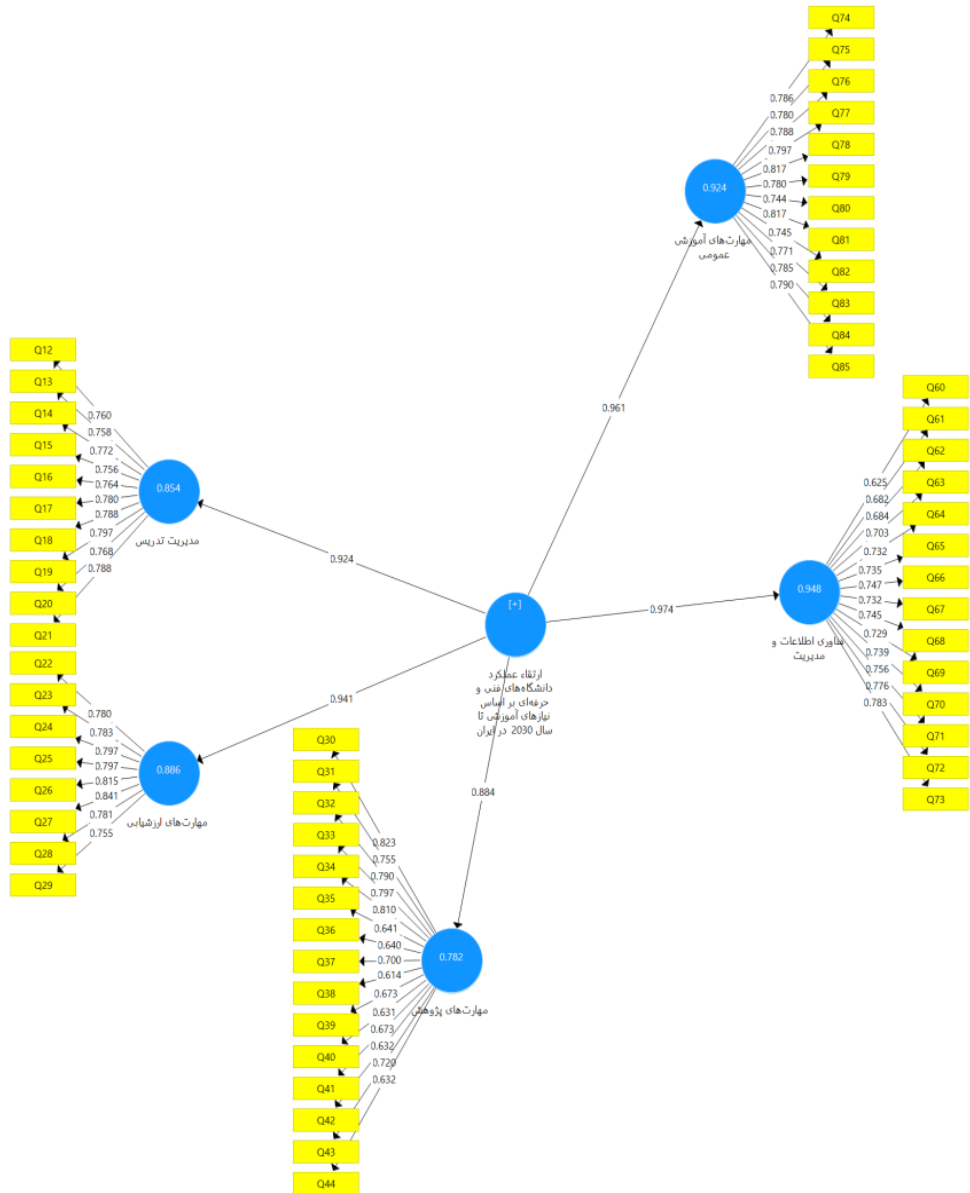 Q74
Q75
Q76
Q77
Q78
Q79
Q80
Q81
Q82
Q83
Q84
Q85
0.786
0.780
0.788
0.797
0.817
0.780
0.744
0.817
0.745
0.771
0.785
0.790
0.924
مهارت‌های آموزشی
عمومی
0.961
Q12
Q13
Q14
Q15
Q16
Q17
Q18
Q19
Q20
Q21
0.760
0.758
0.772
0.756
0.764
0.780
0.788
0.797
0.768
0.788
0.854
مدیریت تدریس
0.924
Q60
Q61
Q62
Q63
Q64
Q65
Q66
Q67
Q68
Q69
Q70
Q71
Q72
Q73
0.625
0.682
0.684
0.703
0.732
0.735
0.747
0.732
0.745
0.729
0.739
0.756
0.776
0.783
0.948
فناوری اطلاعات و
مدیریت
0.974
[+]
ارتقاء عملکرد
دانشگاه‌های فنی و
حرفه‌ای بر اساس
نیازهای آموزشی تا
سال 2030 در ایران
Q22
Q23
Q24
Q25
Q26
Q27
Q28
Q29
0.780
0.783
0.797
0.797
0.815
0.841
0.781
0.755
0.886
مهارت‌های ارزشیابی
0.941
0.884
Q30
Q31
Q32
Q33
Q34
Q35
Q36
Q37
Q38
Q39
Q40
Q41
Q42
Q43
Q44
0.823
0.755
0.790
0.797
0.810
0.641
0.640
0.700
0.614
0.673
0.631
0.673
0.632
0.720
0.632
0.782
مهارت‌های پژوهش